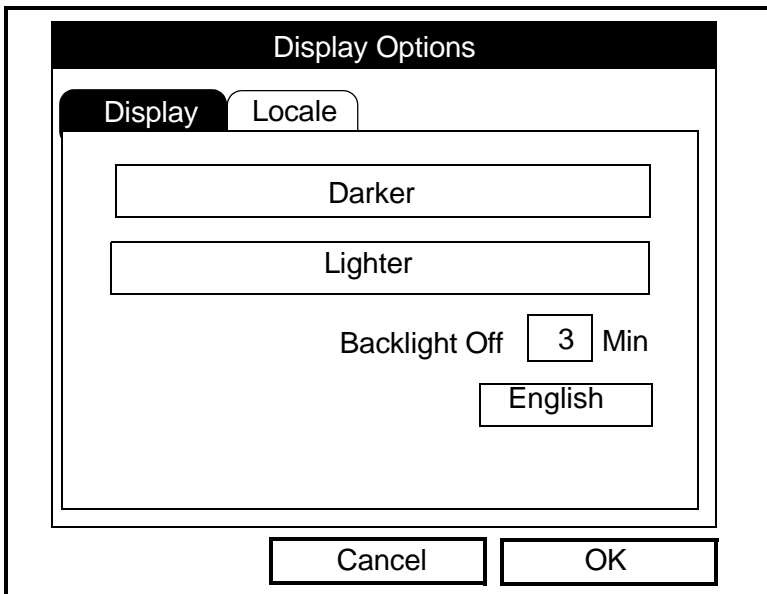 Display Options
Display Locale
Darker
Lighter
Backlight Off 3 Min
English
Cancel OK